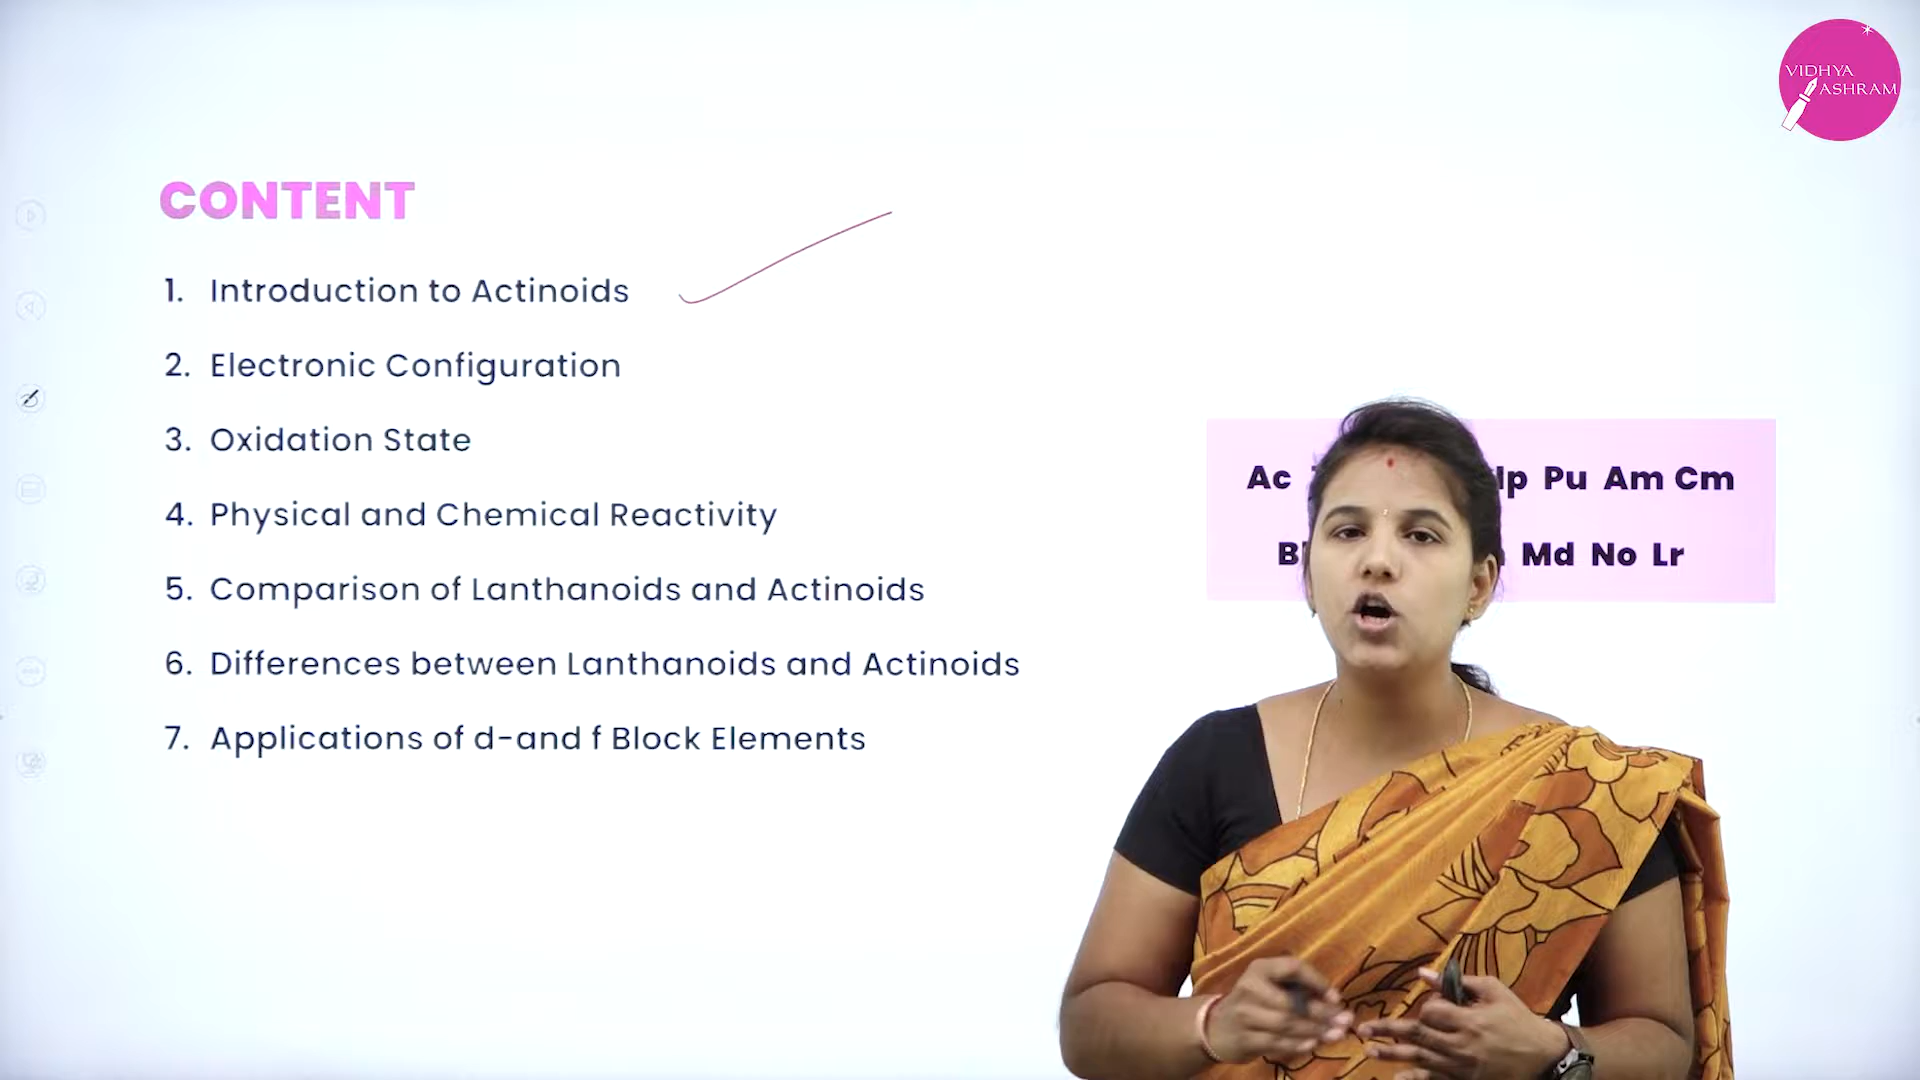 VIDHYA
ASHRAM
CONTENT
1. Introduction to Actinoids
2. Electronic Configuration
3. Oxidation State
4. Physical and Chemical Reactivity
5. Comparison of Lanthanoids and Actinoids
6. Differences between Lanthanoids and Actinoids
7. Applications of d-and f Block Elements
Ac Pu Am Cm
Md No Lr